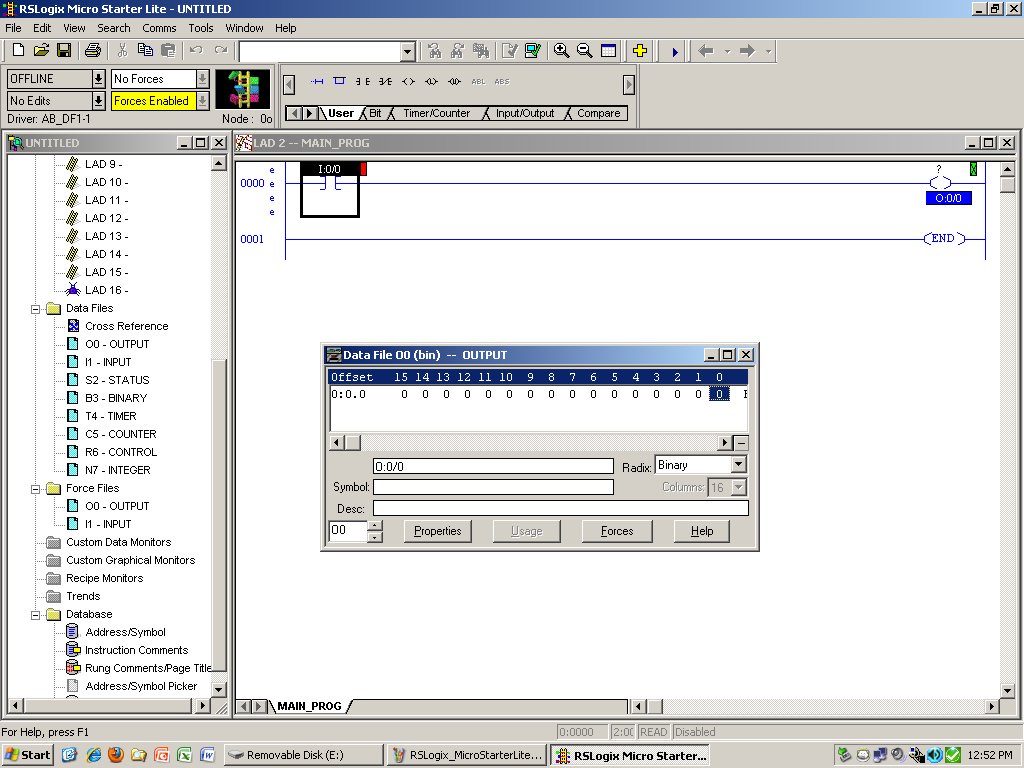 RSLogix Micro Starter Lite - UNTITLED
File Edit View Search Comms Tools Window Help
OFFLINE No Forces
No Edits Forces Enabled
Driver: AB_DF1-1 Node : 0o
ABL ABS
User Bit Timer/Counter Input/Output Compare
UNTITLED
LAD 9 -
LAD 10 -
LAD 11 -
LAD 12 -
LAD 13 -
LAD 14 -
LAD 15 -
LAD 16 -
Data Files
Cross Reference
O0 - OUTPUT
I1 - INPUT
S2 - STATUS
B3 - BINARY
T4 - TIMER
C5 - COUNTER
R6 - CONTROL
N7 - INTEGER
Force Files
O0 - OUTPUT
I1 - INPUT
Custom Data Monitors
Custom Graphical Monitors
Recipe Monitors
Trends
Database
Address/Symbol
Instruction Comments
Rung Comments/Page Title
Address/Symbol Picker
LAD 2 -- MAIN_PROG
e I:0/0 ?
0000 e
e O:0/0
e
0001 END
Data File O0 (bin) -- OUTPUT
Offset 15 14 13 12 11 10 9 8 7 6 5 4 3 2 1 0
O:0.0 0 0 0 0 0 0 0 0 0 0 0 0 0 0 0 0
O:0/0 Radix: Binary
Symbol: Columns: 16
Desc:
O0 Properties Usage Forces Help
MAIN_PROG
For Help, press F1 0:0000 READ Disabled
Start Removable Disk (E:) RSLogix_MicroStarterLite... RSLogix Micro Starter... 12:52 PM